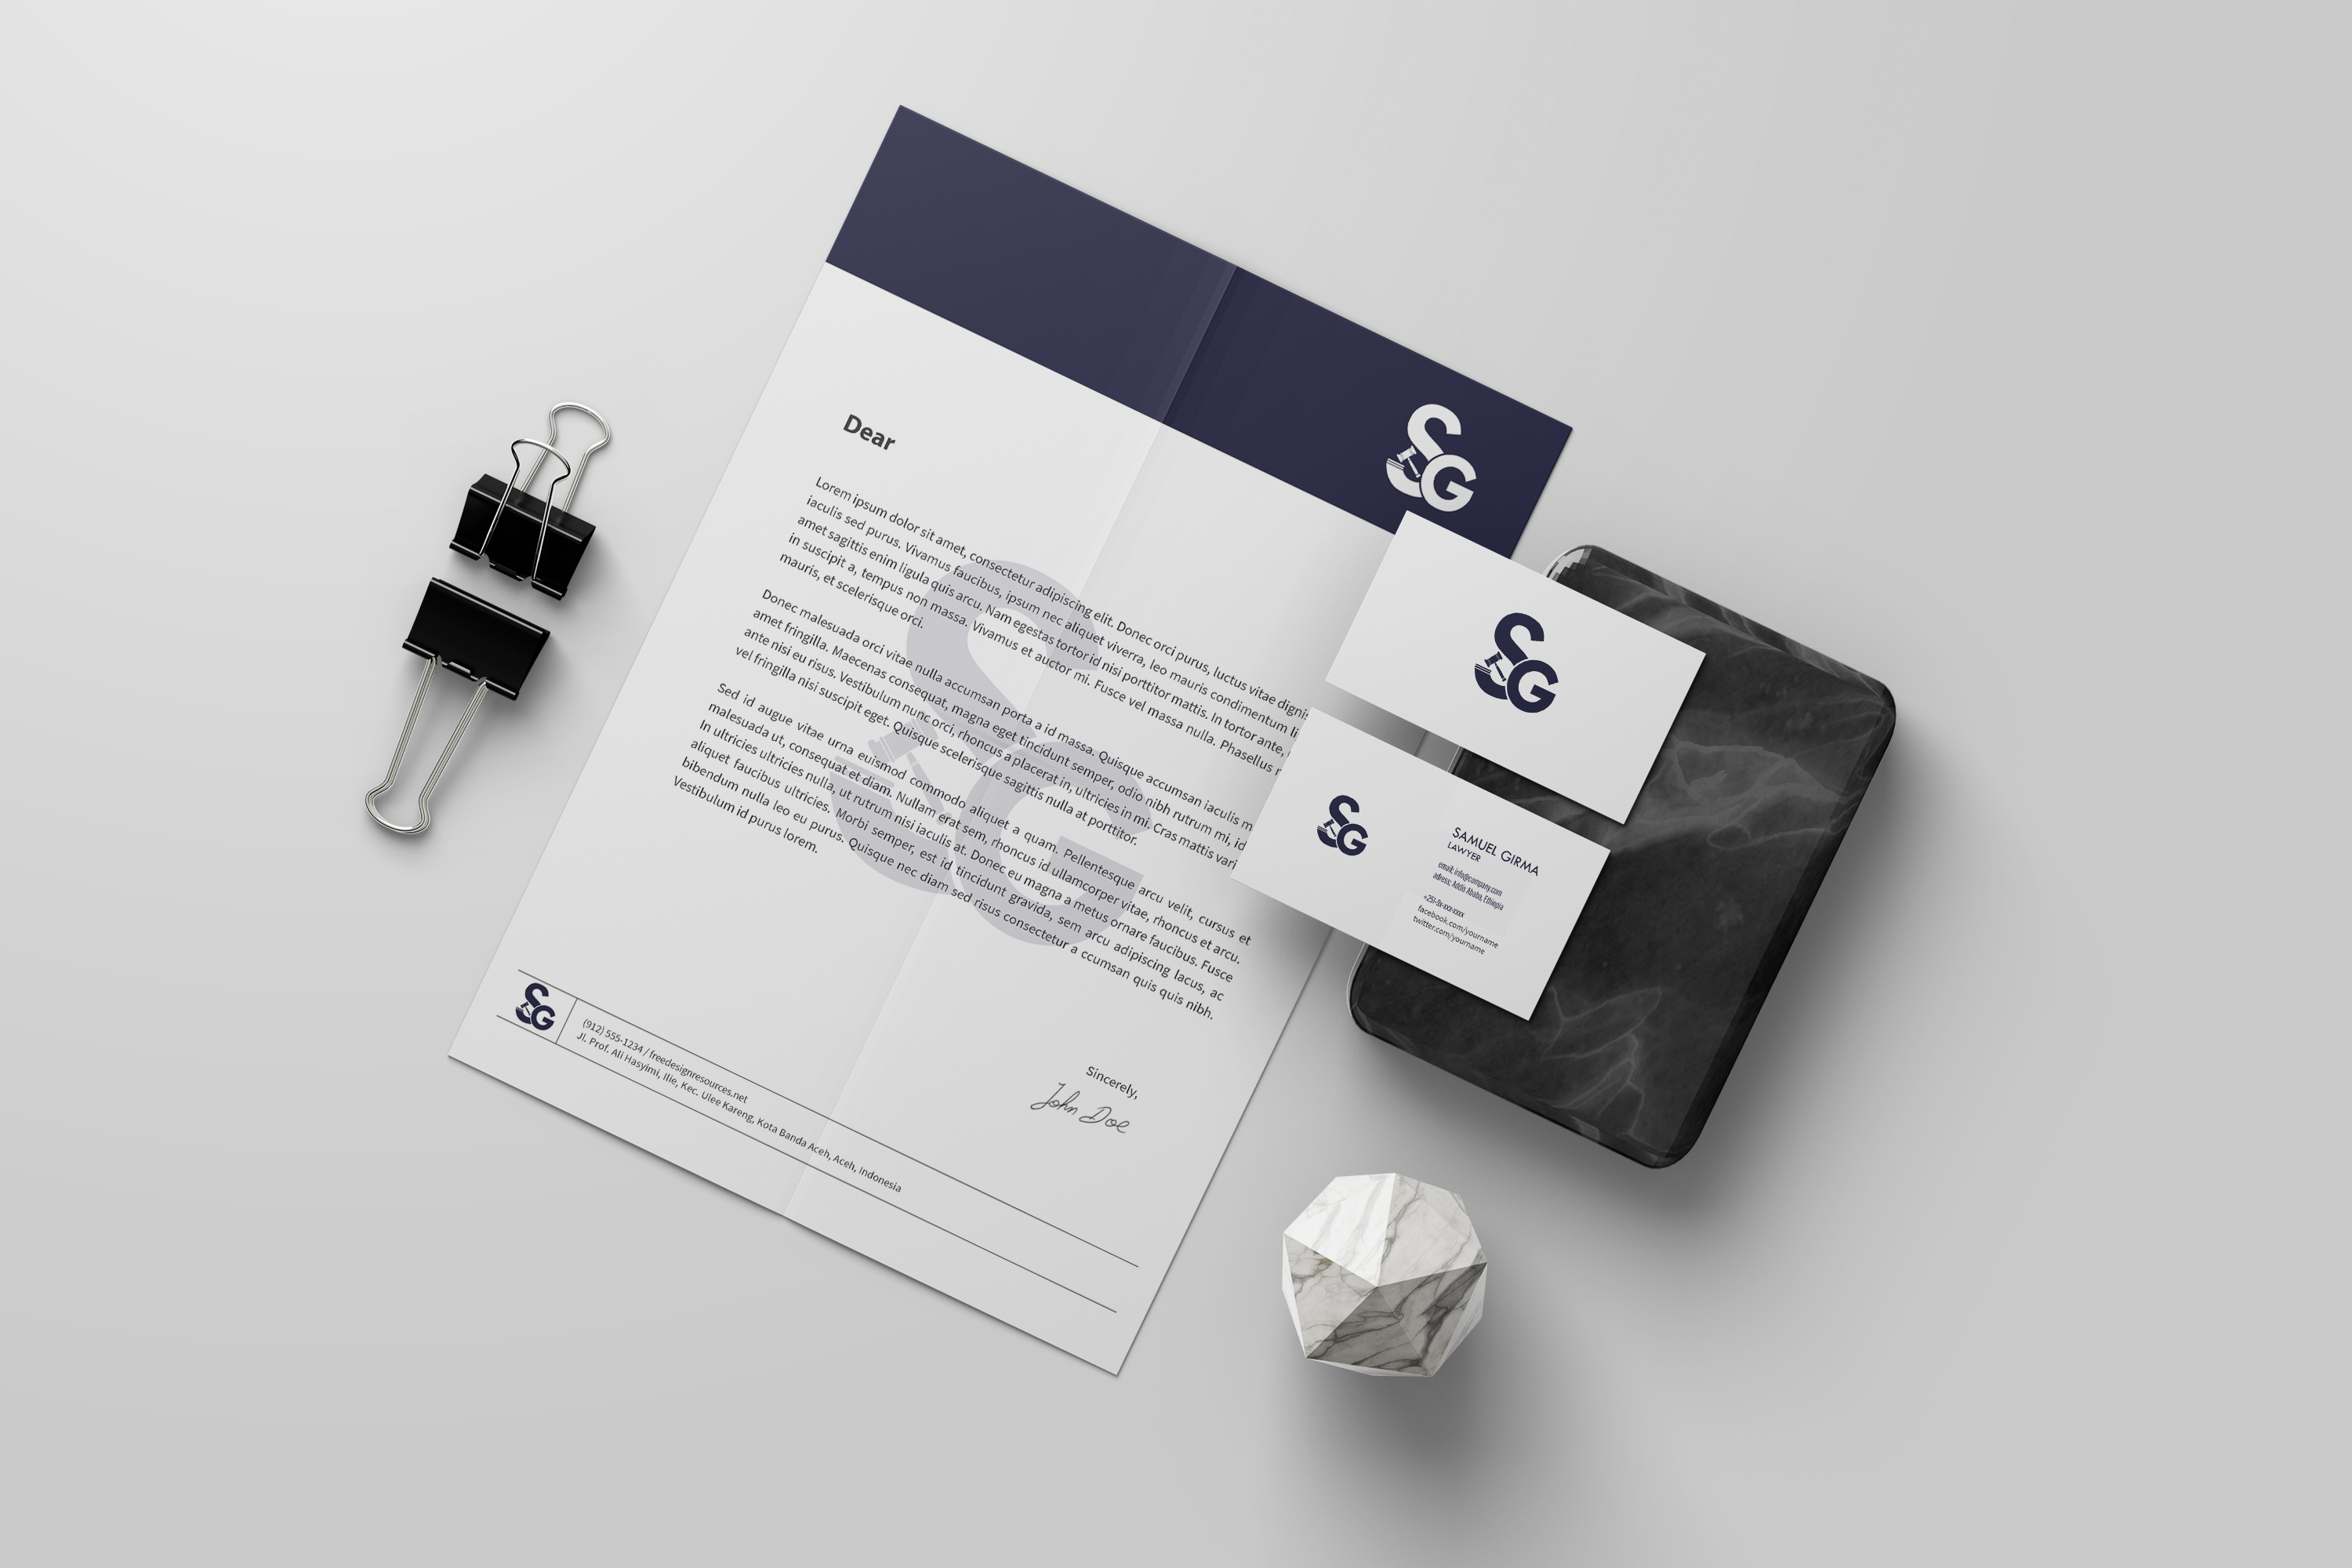 SG
Dear
Lorem ipsum dolor sit amet, consectetur adipiscing elit. Donec orci purus, luctus vitae
iaculis sed purus. Vivamus faucibus, ipsum nec aliquet viverra, leo mauris condimentum
amet sagittis enim ligula quis arcu. Nam egestas tortor id nisi porttitor mattis. In tortor ante,
in suscipit a, tempus non massa. Vivamus et auctor mi. Fusce vel massa nulla. Phasellus
mauris, et scelerisque orci.
Donec malesuada orci vitae nulla accumsan porta a id massa. Quisque accumsan iaculis
amet fringilla. Maecenas consequat, magna eget tincidunt semper, odio nibh rutrum mi, id
ante nisi eu risus. Vestibulum nunc orci, rhoncus a placerat in, ultricies in mi. Cras mattis
vel fringilla nisi suscipit eget. Quisque scelerisque sagittis nulla at porttitor.
Sed id augue vitae urna euismod commodo aliquet a quam. Pellentesque arcu velit, cursus et
malesuada ut, consequat et diam. Nullam erat sem, rhoncus id ullamcorper vitae, rhoncus et arcu.
In ultricies ultricies nulla, ut rutrum nisi iaculis at. Donec eu magna a metus ornare faucibus. Fusce
aliquet faucibus ultricies. Morbi semper, est id tincidunt gravida, sem arcu adipiscing lacus, ac
bibendum nulla leo eu purus. Quisque nec diam sed risus consectetur a ccumsan quis quis nibh.
Vestibulum id purus lorem.
Sincerely,
John Doe
SG
(912) 555-1234 / freedesignresources.net
Jl. Prof. Ali Hasyimi, Ilie, Kec. Ulee Kareng, Kota Banda Aceh, Aceh, Indonesia
SG
SG
SAMUEL GIRMA
LAWYER
email: info@company.com
adress: Addis Ababa, Ethiopia
+251-9x-xxx-xxxx
facebook.com/yourname
twitter.com/yourname